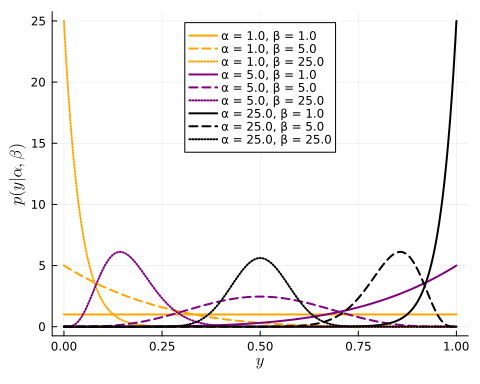 25
20
15
10
5
0
p(y|α, β)
α = 1.0, β = 1.0
α = 1.0, β = 5.0
α = 1.0, β = 25.0
α = 5.0, β = 1.0
α = 5.0, β = 5.0
α = 5.0, β = 25.0
α = 25.0, β = 1.0
α = 25.0, β = 5.0
α = 25.0, β = 25.0
0.00 0.25 0.50 0.75 1.00
y